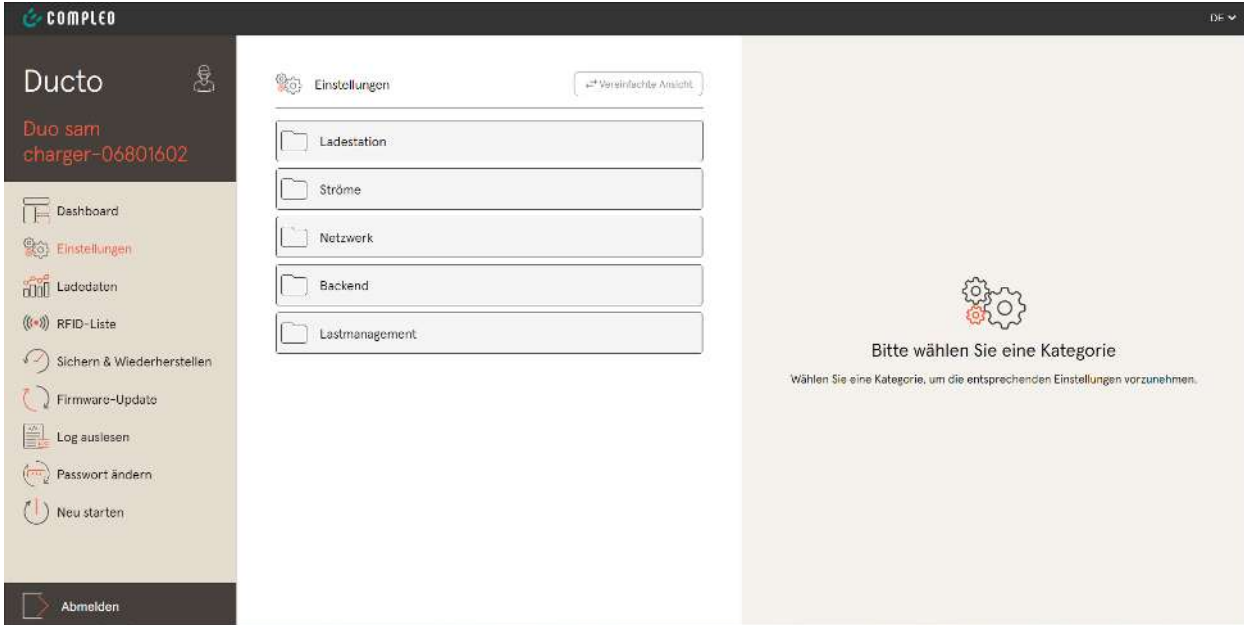 COMPLEO
DE
Ducto
Duo sam
charger-06801602
Dashboard
Einstellungen
Ladedaten
RFID-Liste
Sichern & Wiederherstellen
Firmware-Update
Log auslesen
Passwort ändern
Neu starten
Abmelden
Einstellungen
Vereinfachte Ansicht
Ladestation
Ströme
Netzwerk
Backend
Lastmanagement
Bitte wählen Sie eine Kategorie
Wählen Sie eine Kategorie, um die entsprechenden Einstellungen vorzunehmen.